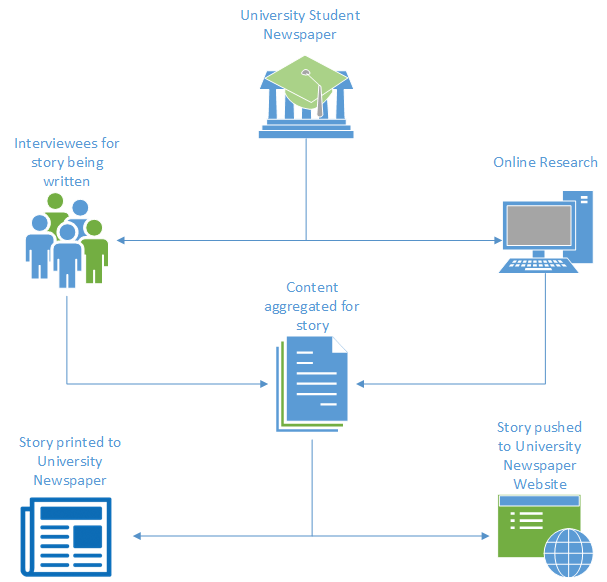 University Student
Newspaper
Interviewees for
story being
written
Online Research
Content
aggregated for
story
Story printed to
University
Newspaper
Story pushed
to University
Newspaper
Website